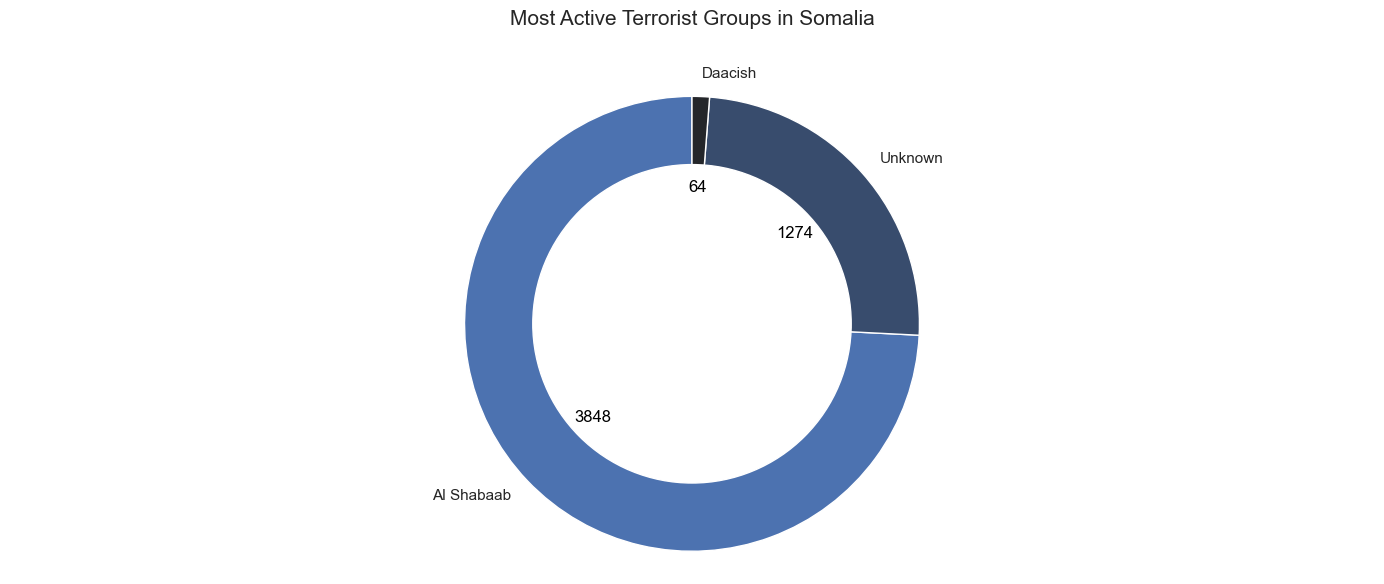 Most Active Terrorist Groups in Somalia
Daacish
Unknown
64
1274
3848
Al Shabaab